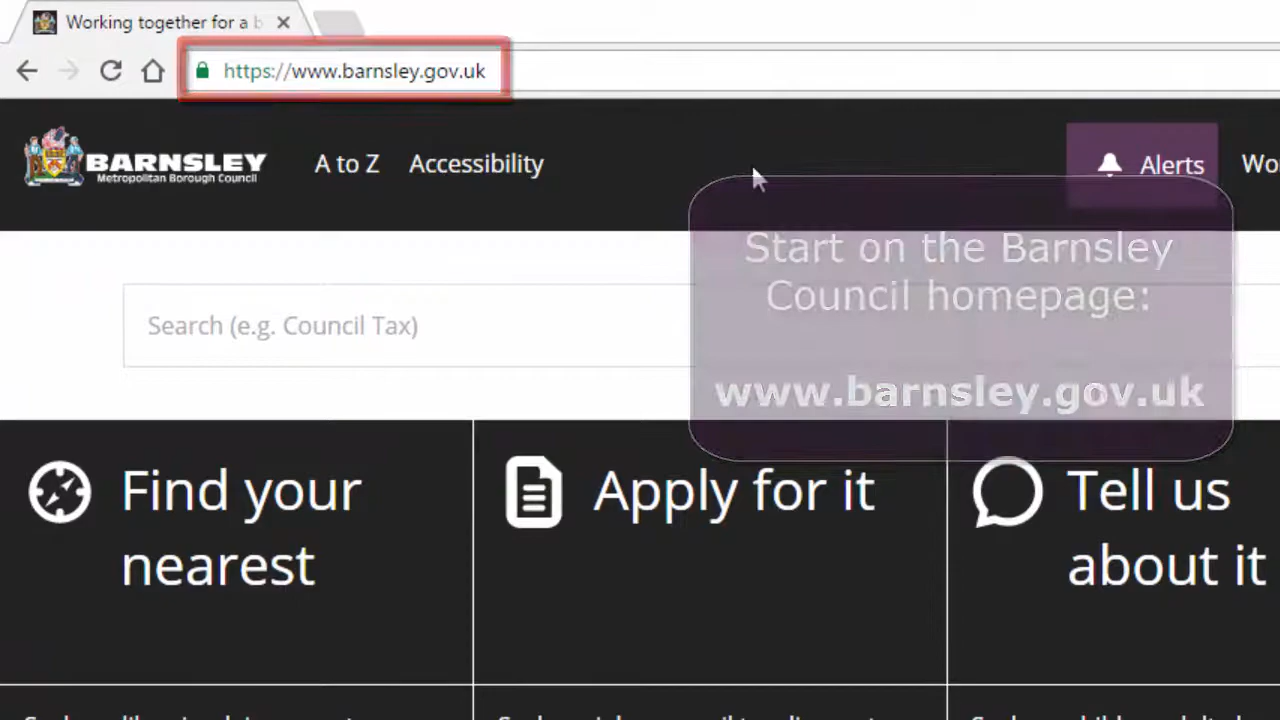 Working together for a b
https://www.barnsley.gov.uk
BARNSLEY
Metropolitan Borough Council
A to Z
Accessibility
Alerts
Start on the Barnsley
Council homepage:
www.barnsley.gov.uk
Search (e.g. Council Tax)
Find your
nearest
Apply for it
Tell us
about it